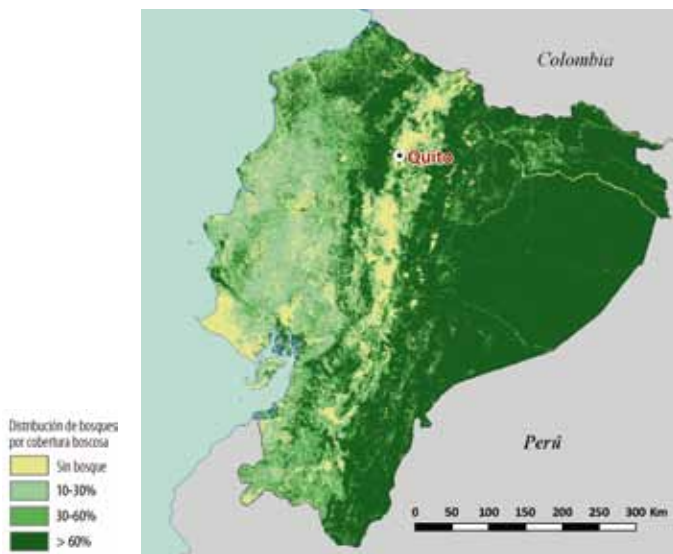 Colombia
Quito
Perú
Distribución de bosques
por cobertura boscosa
Sin bosque
10-30%
30-60%
> 60%
0 50 100 150 200 250 300 Km